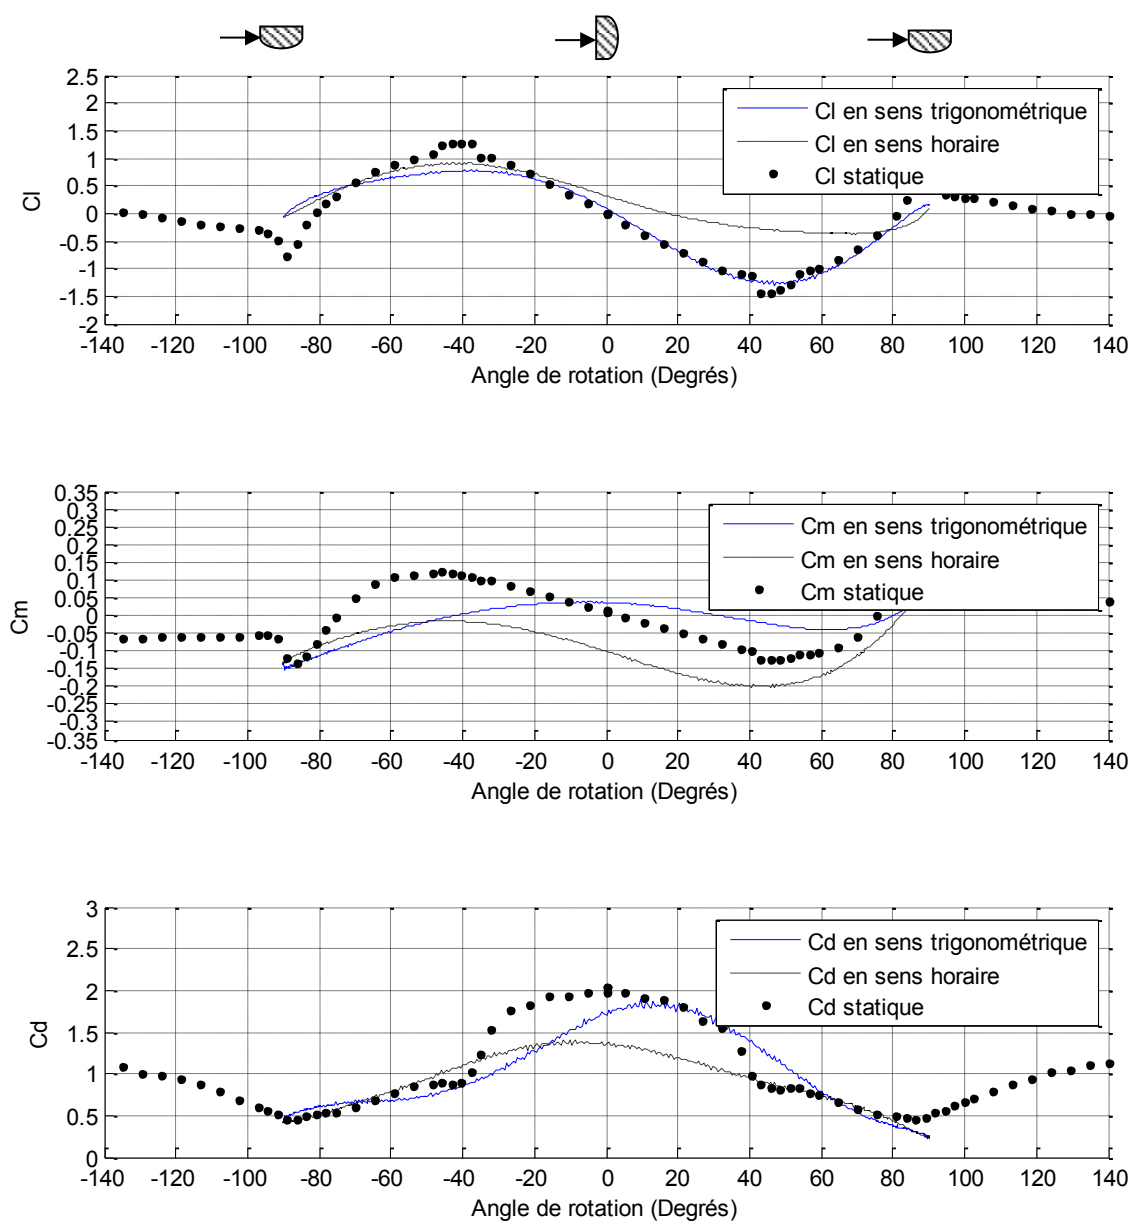 2.5
2
1.5
1
0.5
0
-0.5
-1
-1.5
-2
Cl
Cl en sens trigonométrique
Cl en sens horaire
Cl statique
-140 -120 -100 -80 -60 -40 -20 0 20 40 60 80 100 120 140
Angle de rotation (Degrés)
0.35
0.3
0.25
0.2
0.15
0.1
0.05
0
-0.05
-0.1
-0.15
-0.2
-0.25
-0.3
-0.35
Cm
Cm en sens trigonométrique
Cm en sens horaire
Cm statique
-140 -120 -100 -80 -60 -40 -20 0 20 40 60 80 100 120 140
Angle de rotation (Degrés)
3
2.5
2
1.5
1
0.5
0
Cd
Cd en sens trigonométrique
Cd en sens horaire
Cd statique
-140 -120 -100 -80 -60 -40 -20 0 20 40 60 80 100 120 140
Angle de rotation (Degrés)